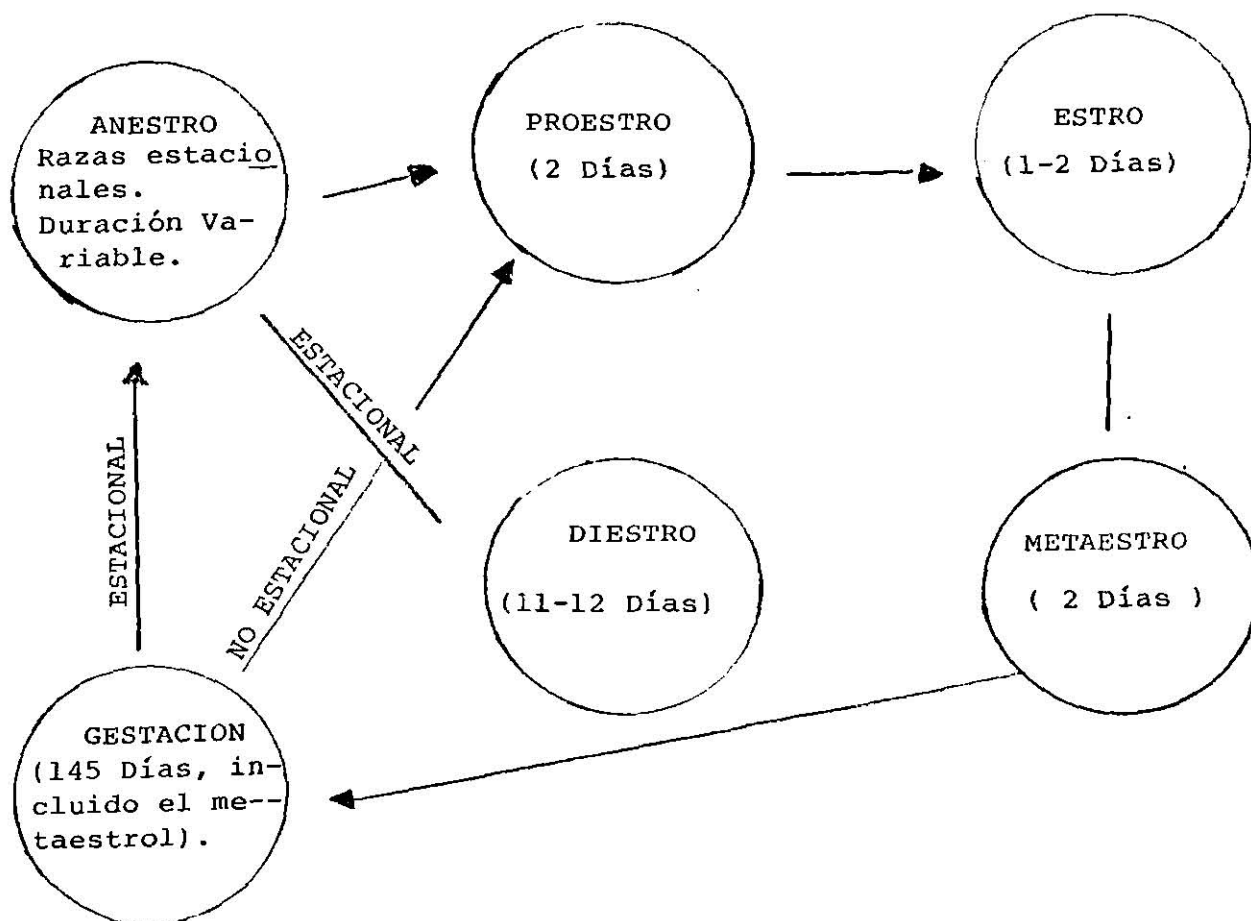 ANESTRO
Razas estacio
nales.
Duración Va-
riable.
PROESTRO
(2 Días)
ESTRO
(1-2 Días)
ESTACIONAL
ESTACIONAL
NO ESTACIONAL
DIESTRO
(11-12 Días)
METAESTRO
( 2 Días )
GESTACION
(145 Días, in-
cluido el me--
taestrol).